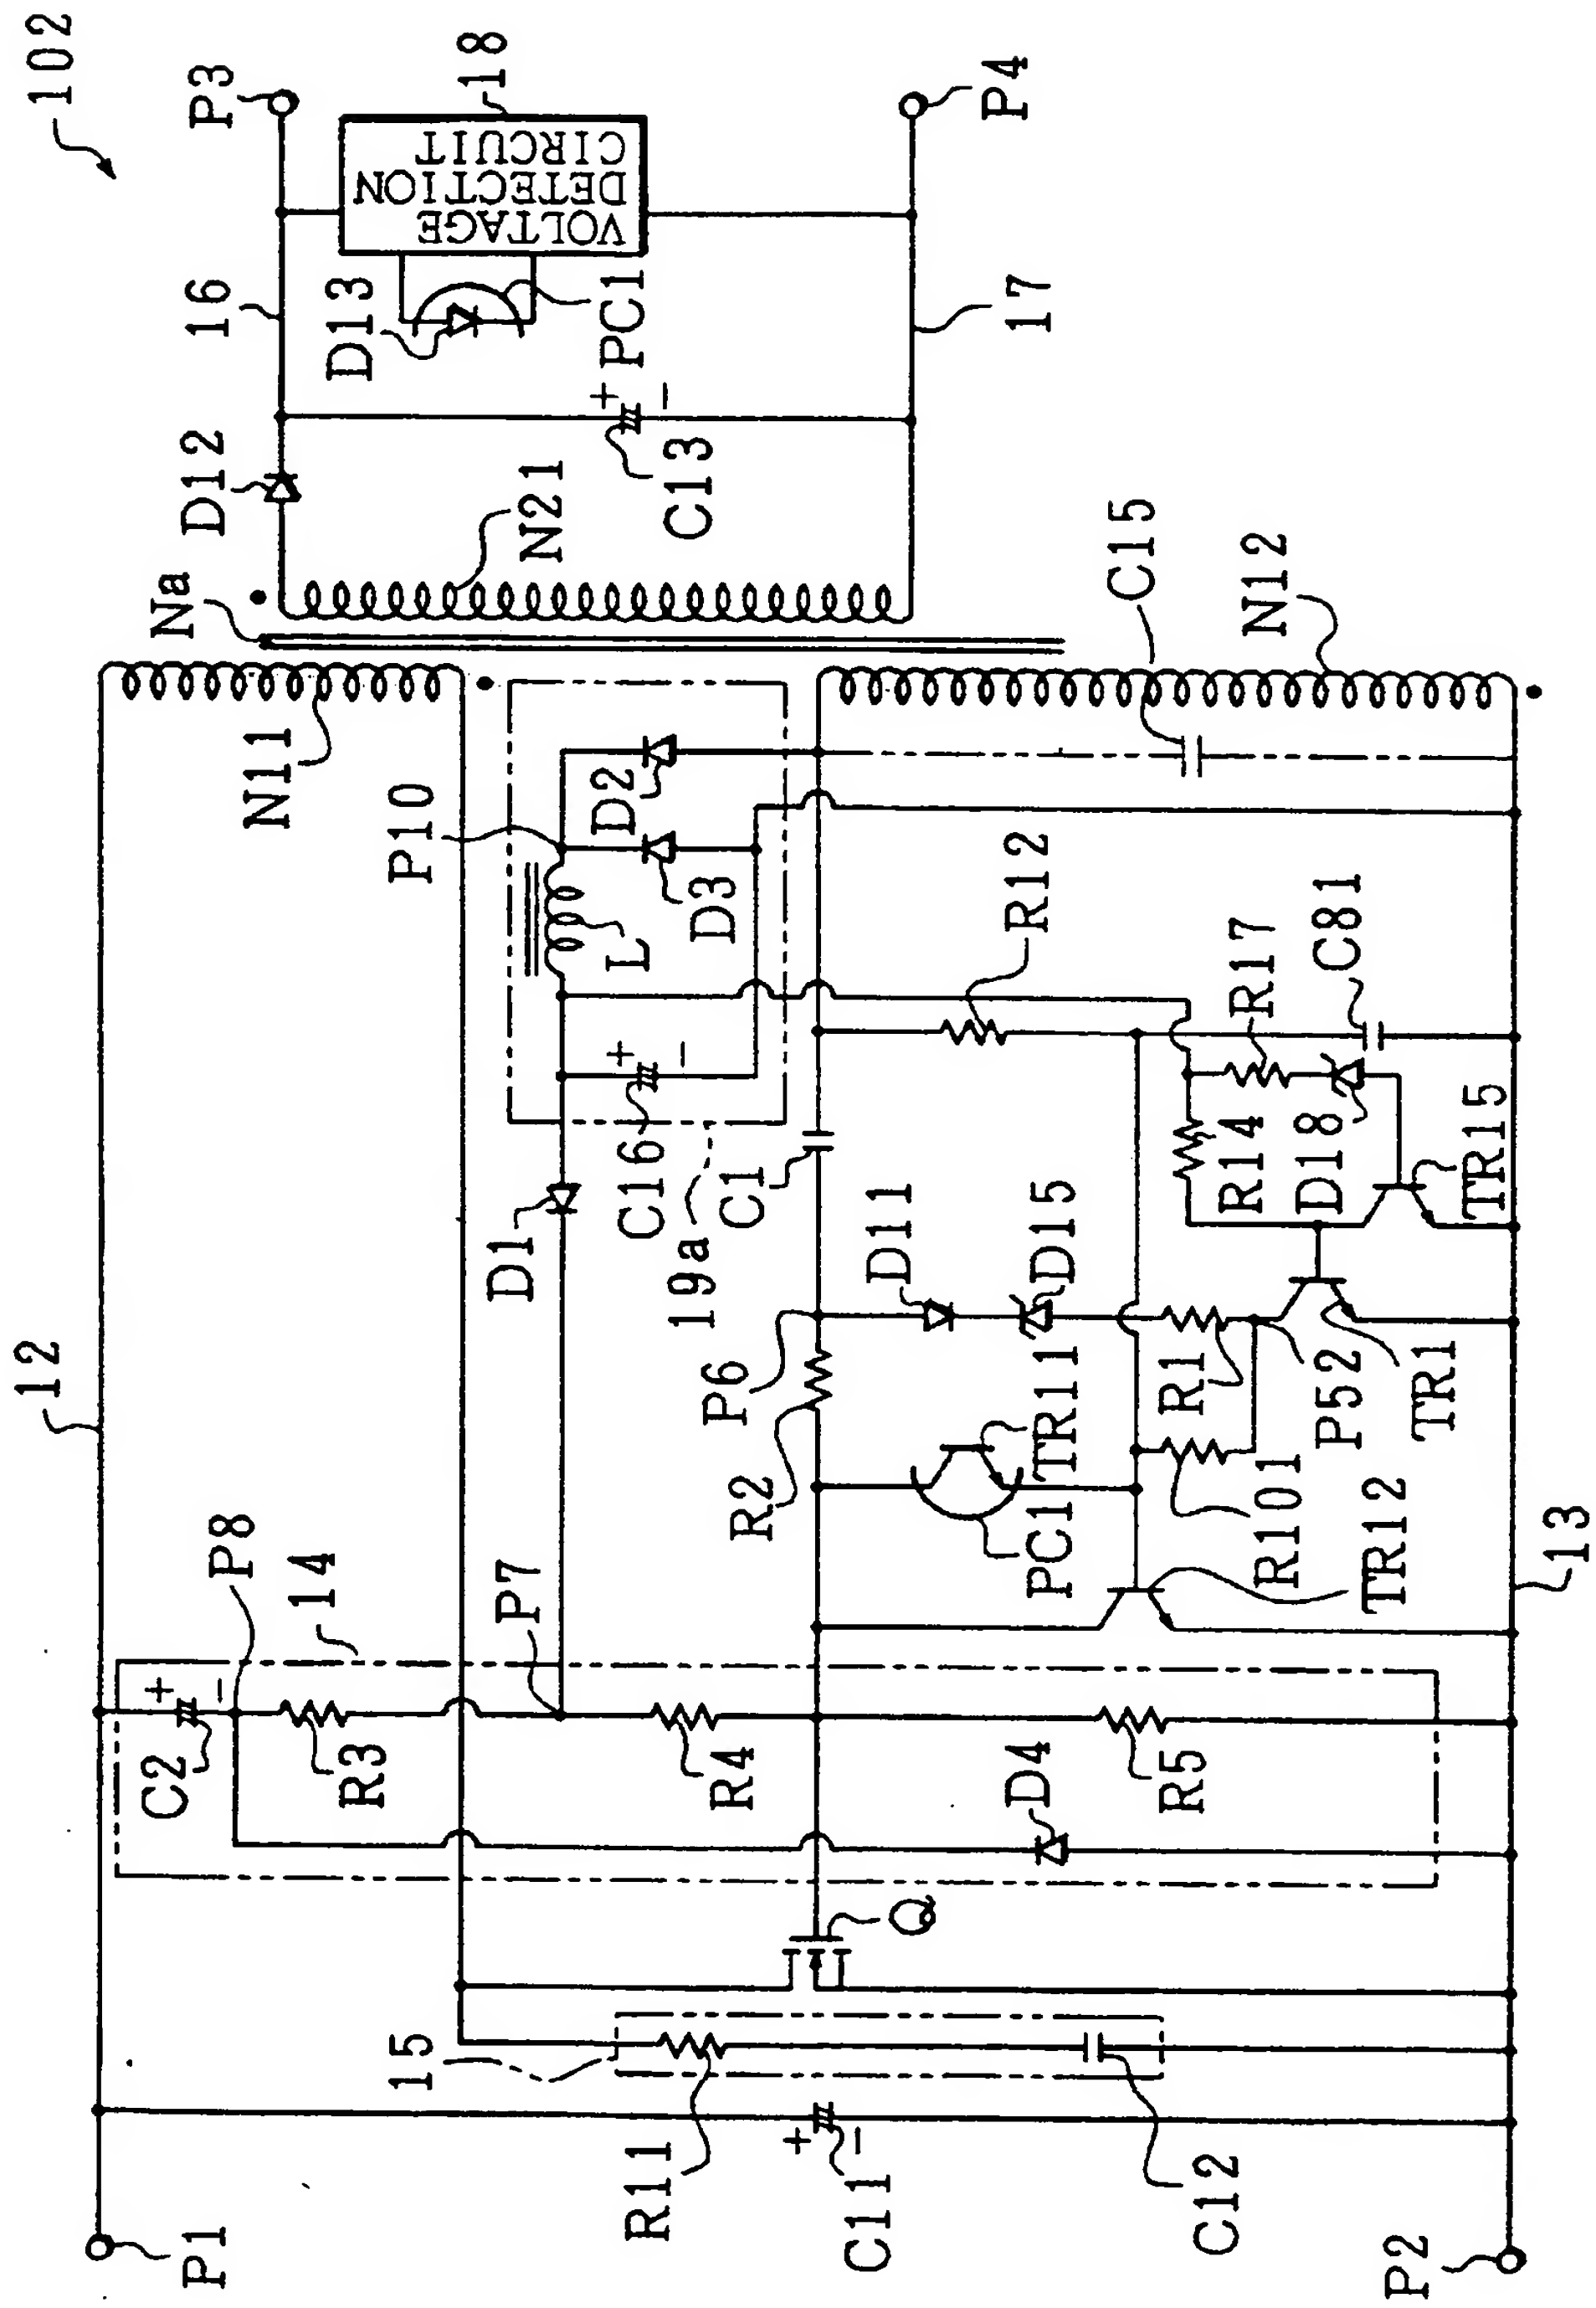 102
P1
12
C2
P8
14
R3
P7
N11
Na
D12
16
P3
D13
PC1
VOLTAGE
DETECTION
CIRCUIT
18
C13
N21
P10
D1
L
D2
D3
C16
19a
C1
15
R11
C11
C12
Q
R4
D4
R5
R2
P6
D11
D15
PC1
TR11
R12
R1
R101
P52
TR12
TR1
R14
R17
D18
C81
TR15
C15
N12
17
P4
13
P2